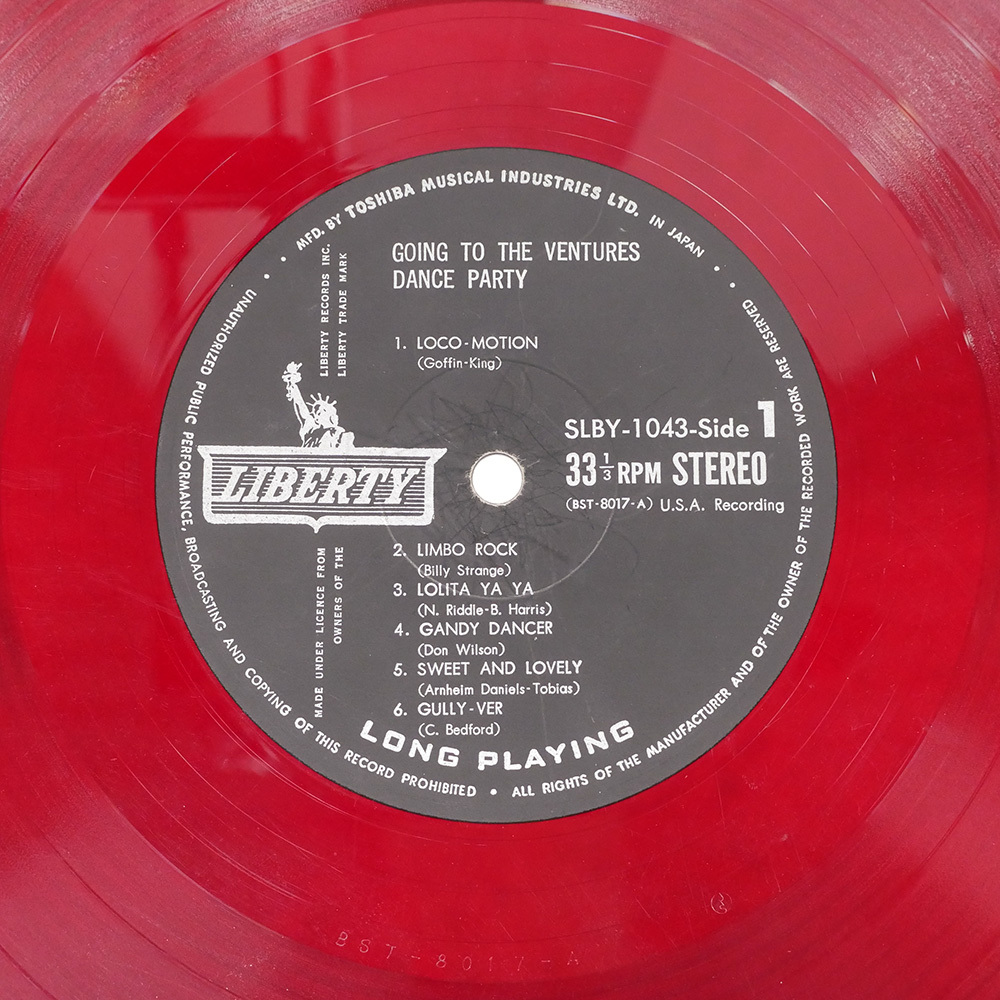 MFD. BY TOSHIBA MUSICAL INDUSTRIES LTD. IN JAPAN
GOING TO THE VENTURES
DANCE PARTY
LIBERTY RECORDS INC.
LIBERTY TRADE MARK
1. LOCO-MOTION
(Goffin-King)
SLBY-1043-Side 1
33 1/3 RPM STEREO
(BST-8017-A) U.S.A. Recording
LIBERTY
MADE UNDER LICENCE FROM
OWNERS OF THE
2. LIMBO ROCK
(Billy Strange)
3. LOLITA YA YA
(N. Riddle-B. Harris)
4. GANDY DANCER
(Don Wilson)
5. SWEET AND LOVELY
(Arnheim Daniels-Tobias)
6. GULLY-VER
(C. Bedford)
LONG PLAYING
UNAUTHORIZED PUBLIC PERFORMANCE, BROADCASTING AND COPYING OF THIS RECORD PROHIBITED • ALL RIGHTS OF THE MANUFACTURER AND OF THE OWNER OF THE RECORDED WORK ARE RESERVED
BST-8017-A